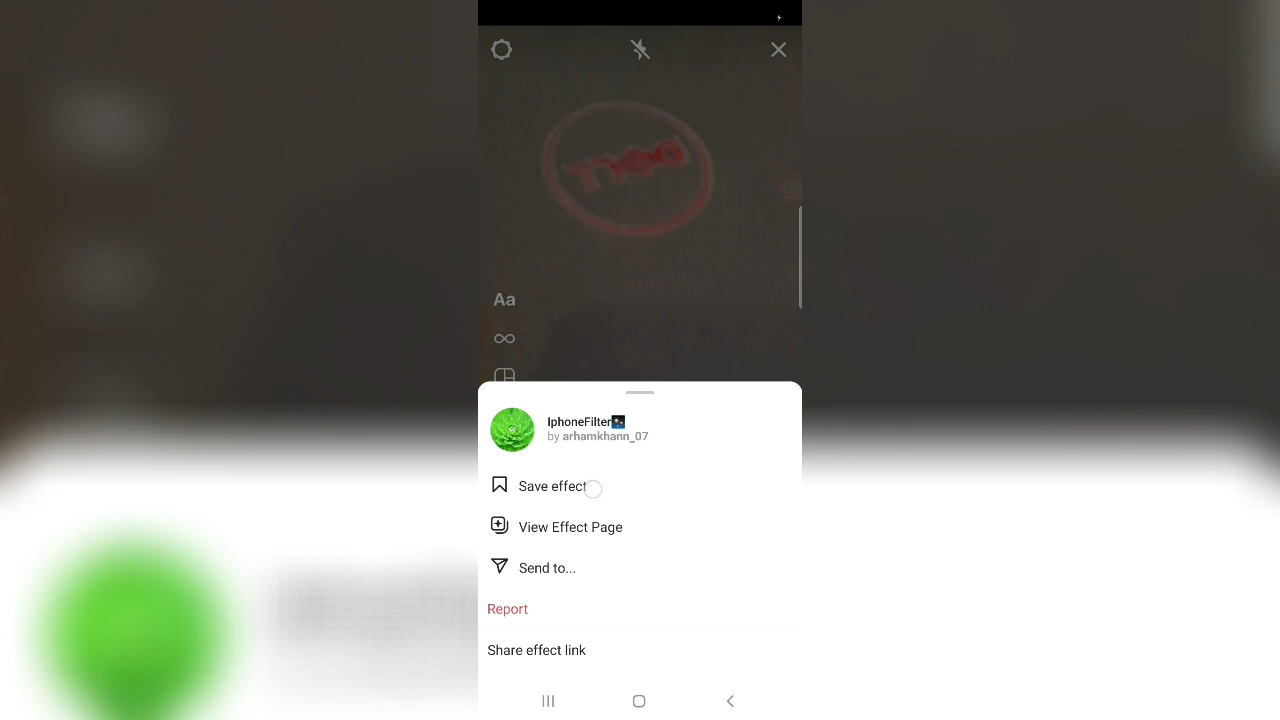 Aa
IphoneFilter🌠
by arhamkhann_07
Save effect
View Effect Page
Send to...
Report
Share effect link